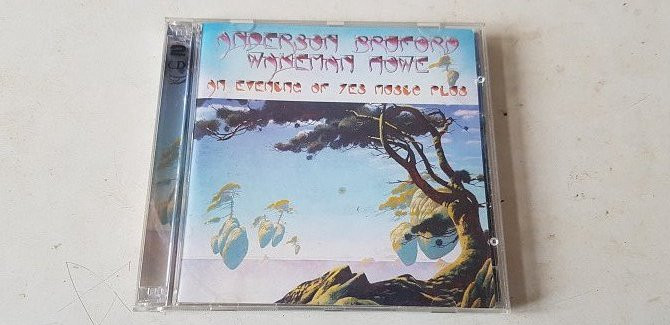 ANDERSON BRUFORD
WAKEMAN HOWE
AN EVENING OF YES MUSIC PLUS